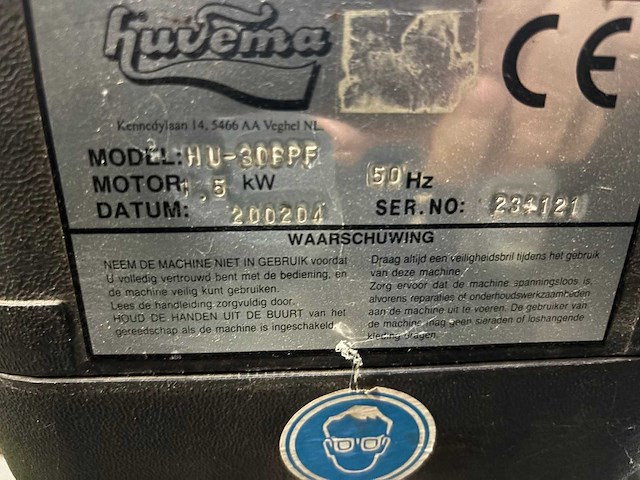 huvema
CE
Kennedylaan 14, 5466 AA Veghel NL
MODEL: HU-30BPF
MOTOR 1,5 kW 50 Hz
DATUM: 200204 SER.NO: 234121
WAARSCHUWING
NEEM DE MACHINE NIET IN GEBRUIK voordat
U volledig vertrouwd bent met de bediening, en
de machine veilig kunt gebruiken.
Lees de handleiding zorgvuldig door.
HOUD DE HANDEN UIT DE BUURT van het
gereedschap als de machine is ingeschakeld.
Draag altijd een veiligheidsbril tijdens het gebruik
van deze machine.
Zorg ervoor dat de machine spanningsloos is,
alvorens reparaties of onderhoudswerkzaamheden
aan de machine uit te voeren. De gebruiker van
de machine mag geen sieraden of loshangende
kleding dragen.